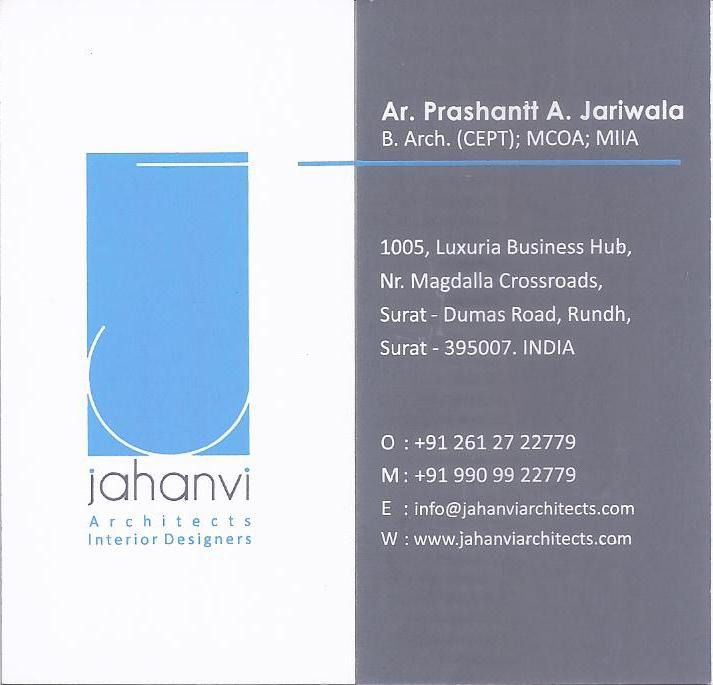 jahanvi
Architects
Interior Designers
Ar. Prashantt A. Jariwala
B. Arch. (CEPT); MCOA; MIIA
1005, Luxuria Business Hub,
Nr. Magdalla Crossroads,
Surat - Dumas Road, Rundh,
Surat - 395007. INDIA
O : +91 261 27 22779
M : +91 990 99 22779
E : info@jahanviarchitects.com
W : www.jahanviarchitects.com